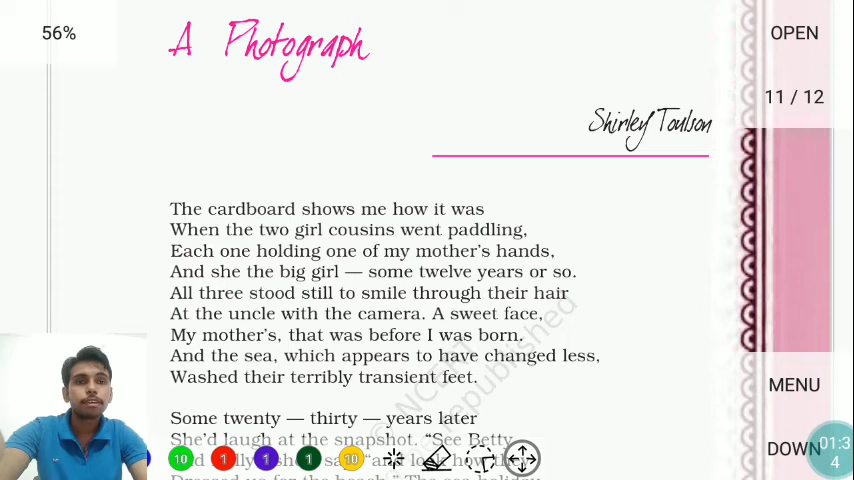 56%
A Photograph
OPEN
11 / 12
Shirley Toulson
The cardboard shows me how it was
When the two girl cousins went paddling,
Each one holding one of my mother's hands,
And she the big girl — some twelve years or so.
All three stood still to smile through their hair
At the uncle with the camera. A sweet face,
My mother's, that was before I was born.
And the sea, which appears to have changed less,
Washed their terribly transient feet.
© NCERT
republished
Some twenty — thirty — years later
She'd laugh at the snapshot. "See Betty
MENU
DOWN
01:3
4
10 1 1 1 10